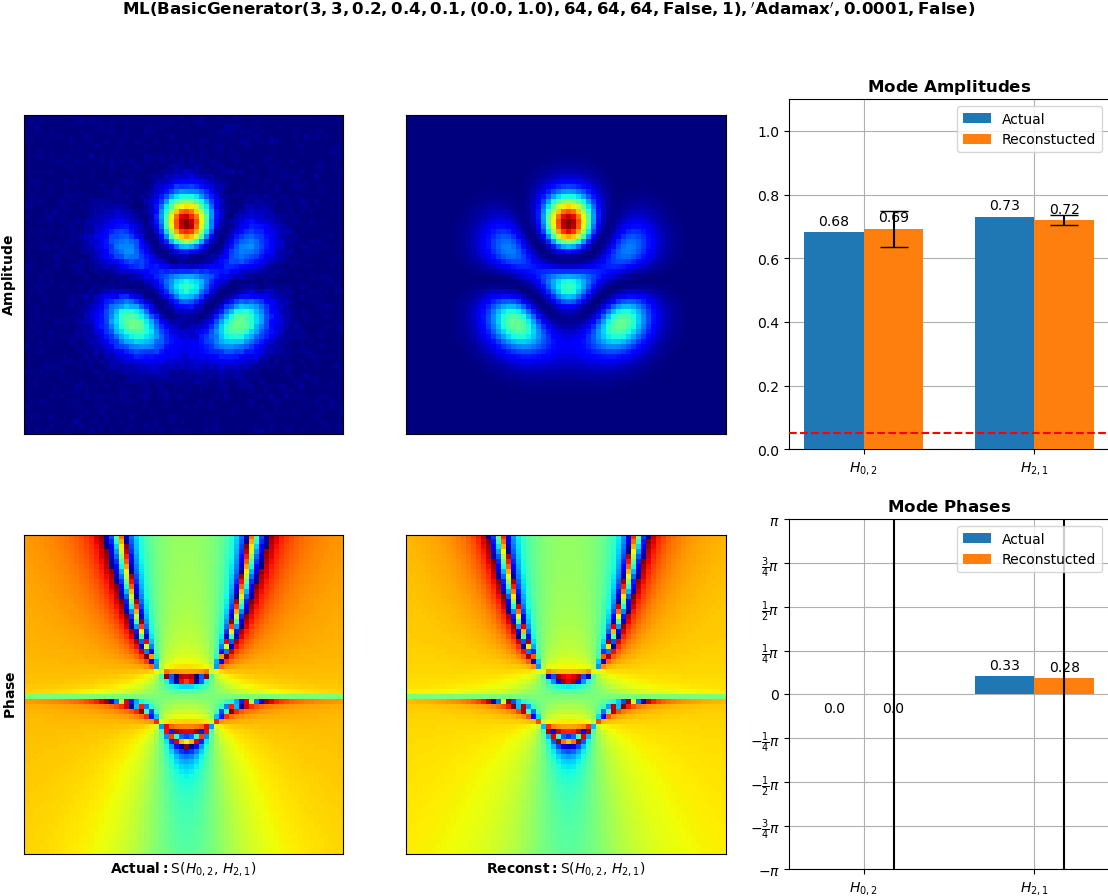 ML(BasicGenerator(3, 3, 0.2, 0.4, 0.1, (0.0, 1.0), 64, 64, 64, False, 1), ′Adamax′, 0.0001, False)
Amplitude
Mode Amplitudes
Actual
Reconstucted
1.0
0.8
0.6
0.4
0.2
0.0
0.68
0.69
0.73
0.72
H0, 2
H2, 1
Phase
Actual: S(H0, 2, H2, 1)
Reconst: S(H0, 2, H2, 1)
Mode Phases
Actual
Reconstucted
π
3/4π
1/2π
1/4π
0
−1/4π
−1/2π
−3/4π
−π
0.0
0.0
0.33
0.28
H0, 2
H2, 1